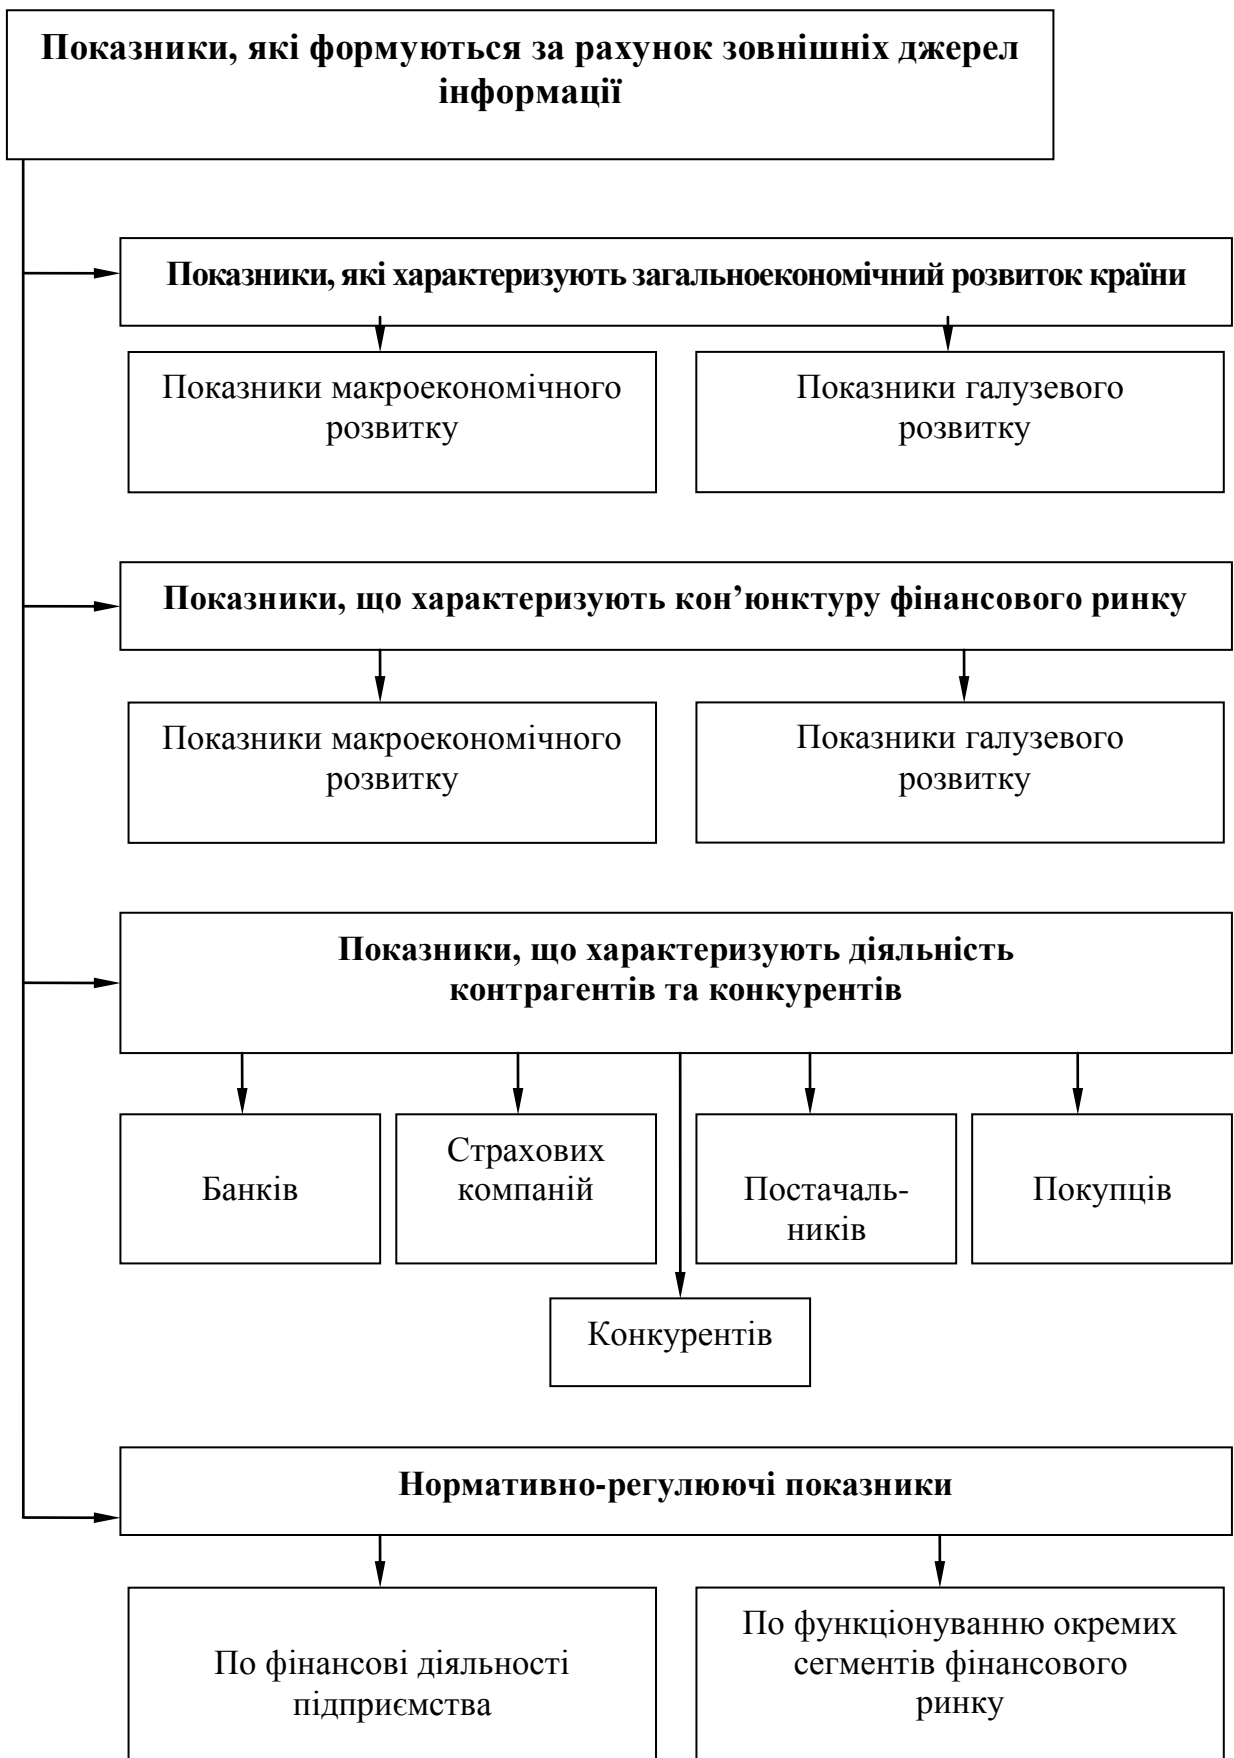 Показники, які формуються за рахунок зовнішніх джерел
інформації
Показники, які характеризують загальноекономічний розвиток країни
Показники макроекономічного
розвитку
Показники галузевого
розвитку
Показники, що характеризують кон’юнктуру фінансового ринку
Показники макроекономічного
розвитку
Показники галузевого
розвитку
Показники, що характеризують діяльність
контрагентів та конкурентів
Банків
Страхових
компаній
Постачаль-
ників
Покупців
Конкурентів
Нормативно-регулюючі показники
По фінансові діяльності
підприємства
По функціонуванню окремих
сегментів фінансового
ринку